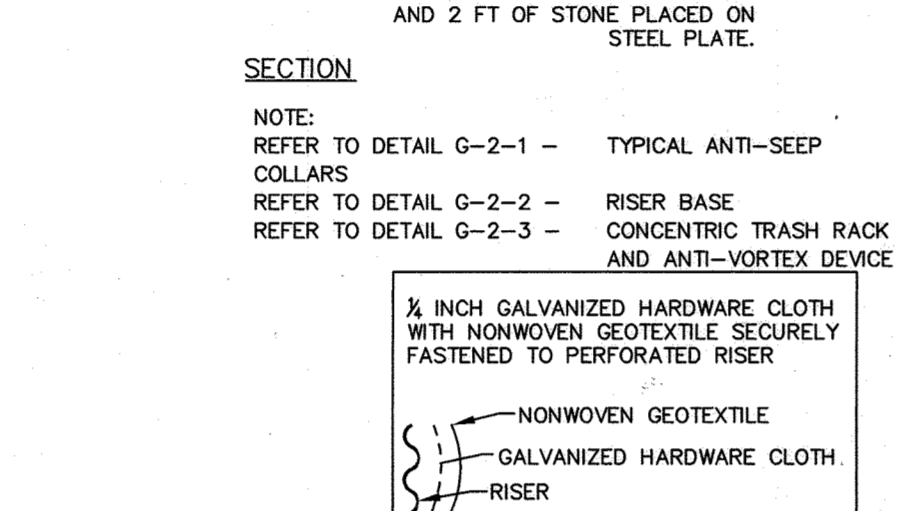 AND 2 FT OF STONE PLACED ON
STEEL PLATE.
SECTION
NOTE:
REFER TO DETAIL G-2-1 - TYPICAL ANTI-SEEP
COLLARS
REFER TO DETAIL G-2-2 - RISER BASE
REFER TO DETAIL G-2-3 - CONCENTRIC TRASH RACK
AND ANTI-VORTEX DEVICE
¼ INCH GALVANIZED HARDWARE CLOTH
WITH NONWOVEN GEOTEXTILE SECURELY
FASTENED TO PERFORATED RISER
NONWOVEN GEOTEXTILE
GALVANIZED HARDWARE CLOTH
RISER